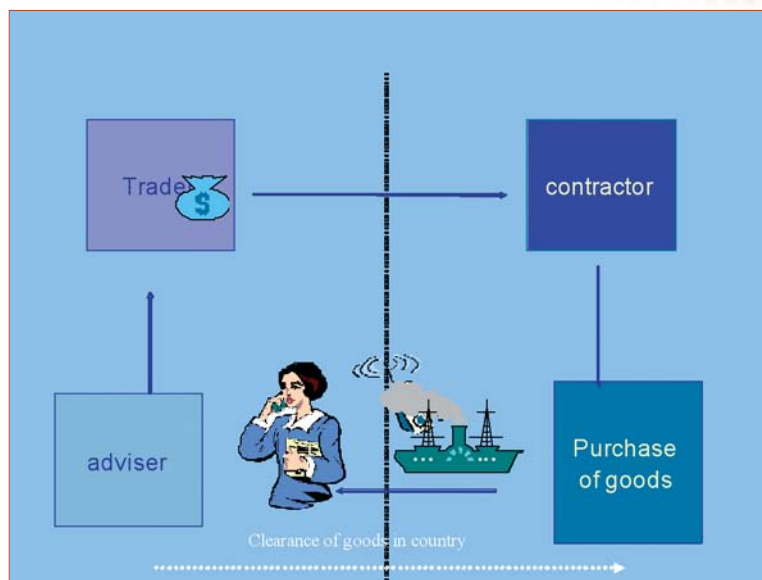 Trade
$
contractor
adviser
Purchase
of goods
Clearance of goods in country